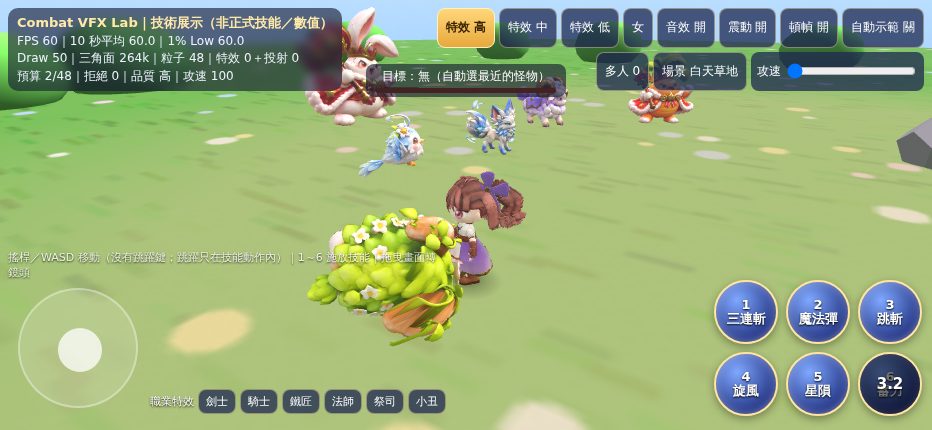 Combat VFX Lab｜技術展示（非正式技能／數值）
FPS 60｜10 秒平均 60.0｜1% Low 60.0
Draw 50｜三角面 264k｜粒子 48｜特效 0＋投射 0
預算 2/48｜拒絕 0｜品質 高｜攻速 100
特效 高
特效 中
特效 低
女
音效 開
震動 開
頓幀 開
自動示範 關
目標：無（自動選最近的怪物）
多人 0
場景 白天草地
攻速
搖桿／WASD 移動（沒有跳躍鍵；跳躍只在技能動作內）｜1～6 施放技能｜拖曳畫面轉
鏡頭
1
三連斬
2
魔法彈
3
跳斬
4
旋風
5
星隕
6
3.2
蓄力
職業特效
劍士
騎士
鐵匠
法師
祭司
小丑